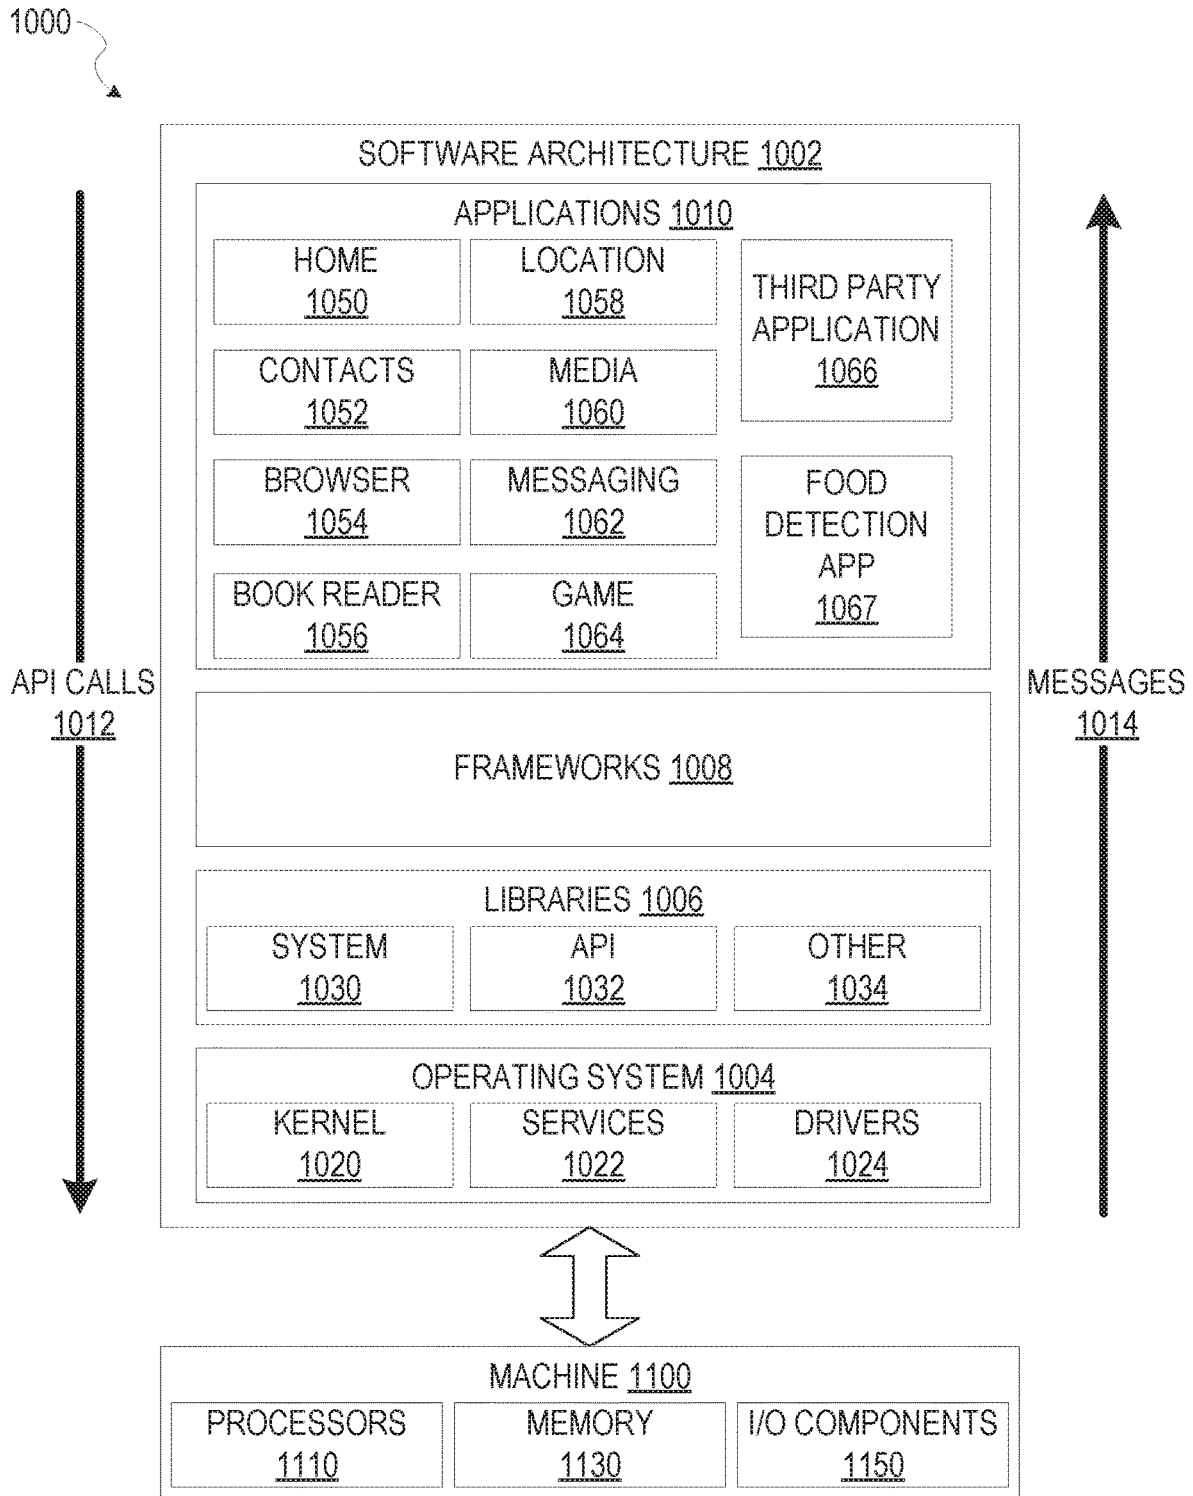 1000
SOFTWARE ARCHITECTURE 1002
APPLICATIONS 1010
HOME
1050
LOCATION
1058
THIRD PARTY
APPLICATION
1066
CONTACTS
1052
MEDIA
1060
BROWSER
1054
MESSAGING
1062
FOOD
DETECTION
APP
1067
BOOK READER
1056
GAME
1064
API CALLS
1012
MESSAGES
1014
FRAMEWORKS 1008
LIBRARIES 1006
SYSTEM
1030
API
1032
OTHER
1034
OPERATING SYSTEM 1004
KERNEL
1020
SERVICES
1022
DRIVERS
1024
MACHINE 1100
PROCESSORS
1110
MEMORY
1130
I/O COMPONENTS
1150